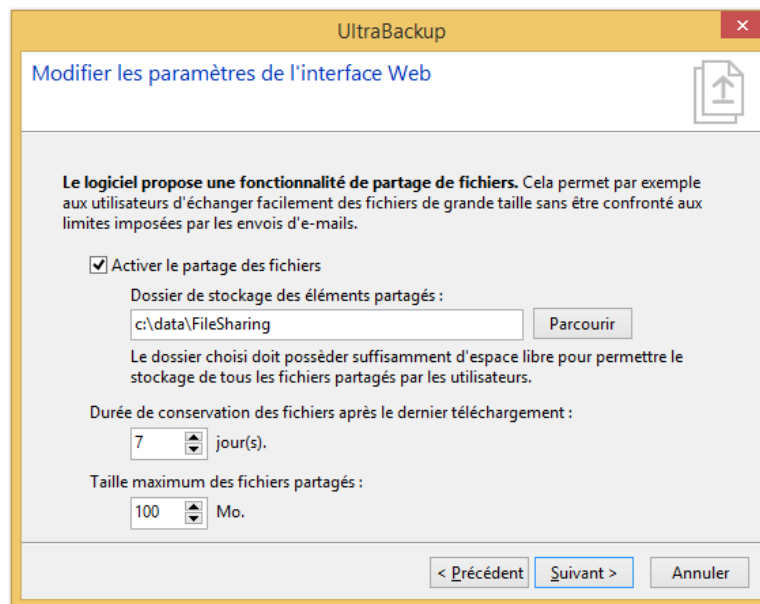 UltraBackup
Modifier les paramètres de l'interface Web
Le logiciel propose une fonctionnalité de partage de fichiers. Cela permet par exemple
aux utilisateurs d'échanger facilement des fichiers de grande taille sans être confronté aux
limites imposées par les envois d'e-mails.
Activer le partage des fichiers
Dossier de stockage des éléments partagés :
c:\data\FileSharing
Parcourir
Le dossier choisi doit possèder suffisamment d'espace libre pour permettre le
stockage de tous les fichiers partagés par les utilisateurs.
Durée de conservation des fichiers après le dernier téléchargement :
7 jour(s).
Taille maximum des fichiers partagés :
100 Mo.
< Précédent Suivant > Annuler